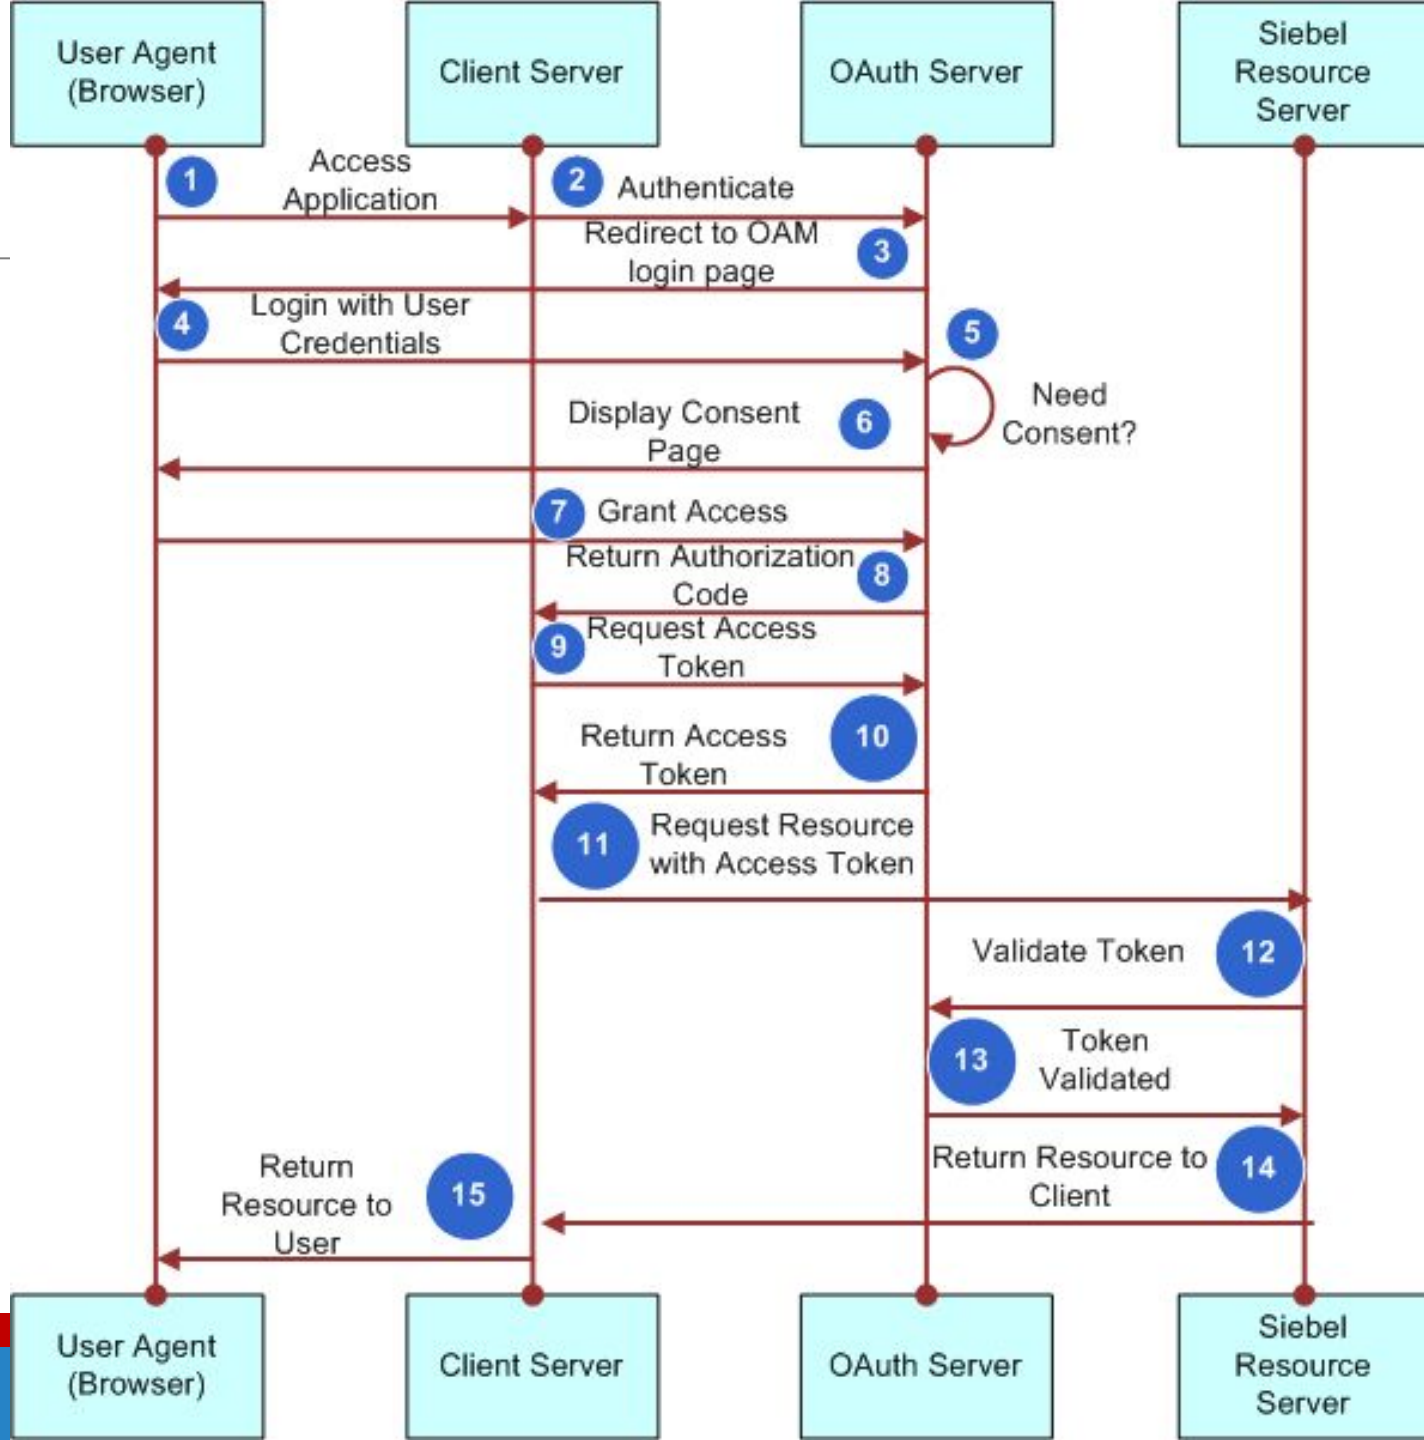 User Agent
(Browser)
Client Server
OAuth Server
Siebel
Resource
Server
1
Access
Application
2
Authenticate
Redirect to OAM
login page
3
4
Login with User
Credentials
5
Need
Consent?
Display Consent
Page
6
7
Grant Access
Return Authorization
Code
8
9
Request Access
Token
Return Access
Token
10
11
Request Resource
with Access Token
Validate Token
12
13
Token
Validated
Return Resource to
Client
14
Return
Resource to
User
15
User Agent
(Browser)
Client Server
OAuth Server
Siebel
Resource
Server